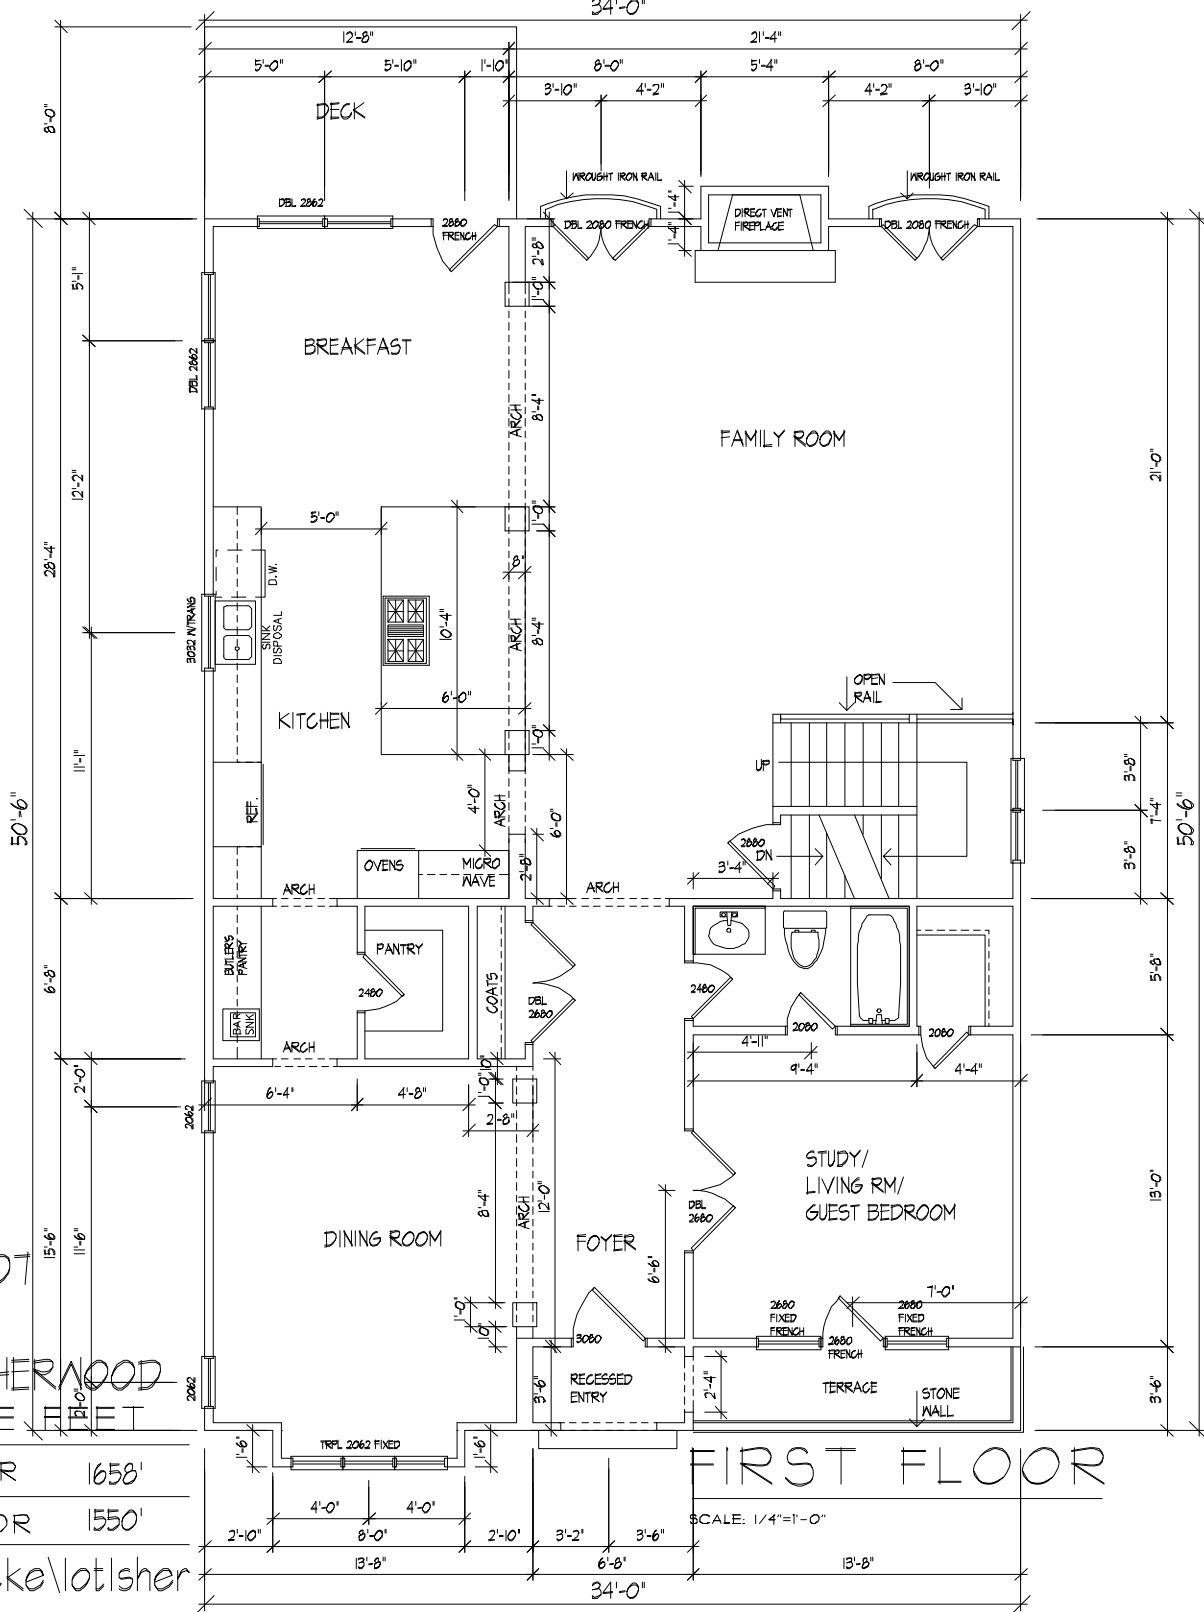 34'-0"
12'-8"
21'-4"
5'-0"
5'-10"
1'-10"
8'-0"
5'-4"
8'-0"
3'-10"
4'-2"
4'-2"
3'-10"
8'-0"
DECK
WROUGHT IRON RAIL
WROUGHT IRON RAIL
DBL 2862
2880
FRENCH
DBL 2080 FRENCH
1'-4"
1'-4"
DIRECT VENT
FIREPLACE
DBL 2080 FRENCH
2'-8"
1'-0"
5'-1"
BREAKFAST
DBL 2862
ARCH
8'-4"
FAMILY ROOM
21'-0"
12'-2"
28'-4"
5'-0"
1'-0"
8"
D.W.
SINK
DISPOSAL
3032 W/TRANS
10'-4"
ARCH
8'-4"
OPEN
RAIL
6'-0"
KITCHEN
1'-0"
UP
3'-8"
11'-1"
REF.
4'-0"
ARCH
6'-0"
7'-4"
50'-6"
50'-6"
2880
DN
3'-8"
OVENS
MICRO
WAVE
2'-8"
3'-4"
ARCH
ARCH
BUTLER'S
PANTRY
PANTRY
2480
COATS
DBL
2680
2480
5'-8"
6'-8"
BAR
SNK
2080
2080
ARCH
4'-11"
9'-4"
4'-4"
2'-0"
10"
1'-0"
6'-4"
4'-8"
2'-8"
2062
STUDY/
LIVING RM/
GUEST BEDROOM
13'-0"
8'-4"
ARCH
12'-0"
DBL
2680
DINING ROOM
FOYER
15'-6"
11'-6"
6'-6"
7'-0"
1'-0"
2680
FIXED
FRENCH
2680
FIXED
FRENCH
3080
2680
FRENCH
2062
RECESSED
ENTRY
3'-6"
2'-4"
TERRACE
STONE
WALL
3'-6"
HERWOOD
2'-0"
1'-6"
TRPL 2062 FIXED
1'-6"
FIRST FLOOR
SCALE: 1/4"=1'-0"
R 1658'
OR 1550'
4'-0"
4'-0"
2'-10"
8'-0"
2'-10"
3'-2"
3'-6"
13'-8"
6'-8"
13'-8"
cke\lot1sher
34'-0"